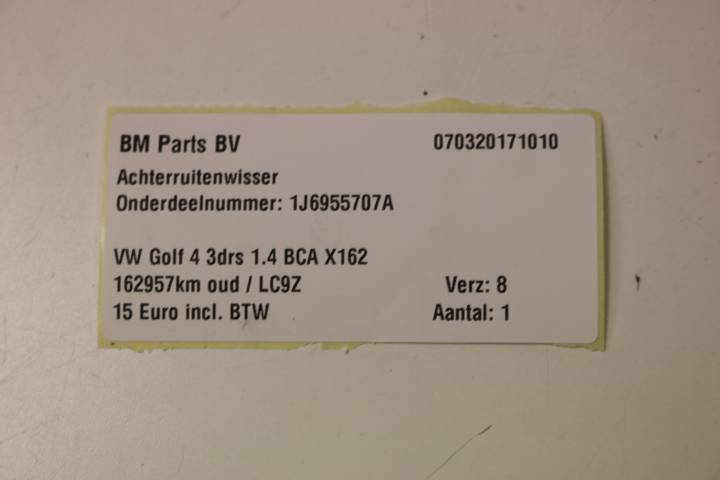 BM Parts BV 070320171010
Achterruitenwisser
Onderdeelnummer: 1J6955707A
VW Golf 4 3drs 1.4 BCA X162
162957km oud / LC9Z Verz: 8
15 Euro incl. BTW Aantal: 1